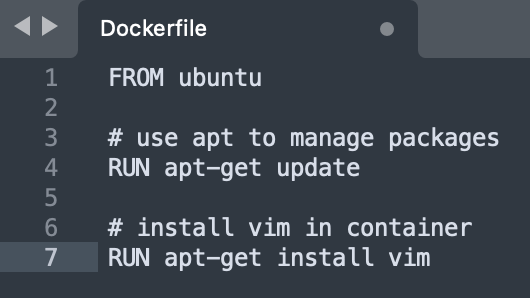 Dockerfile
1 FROM ubuntu
2
3 # use apt to manage packages
4 RUN apt-get update
5
6 # install vim in container
7 RUN apt-get install vim